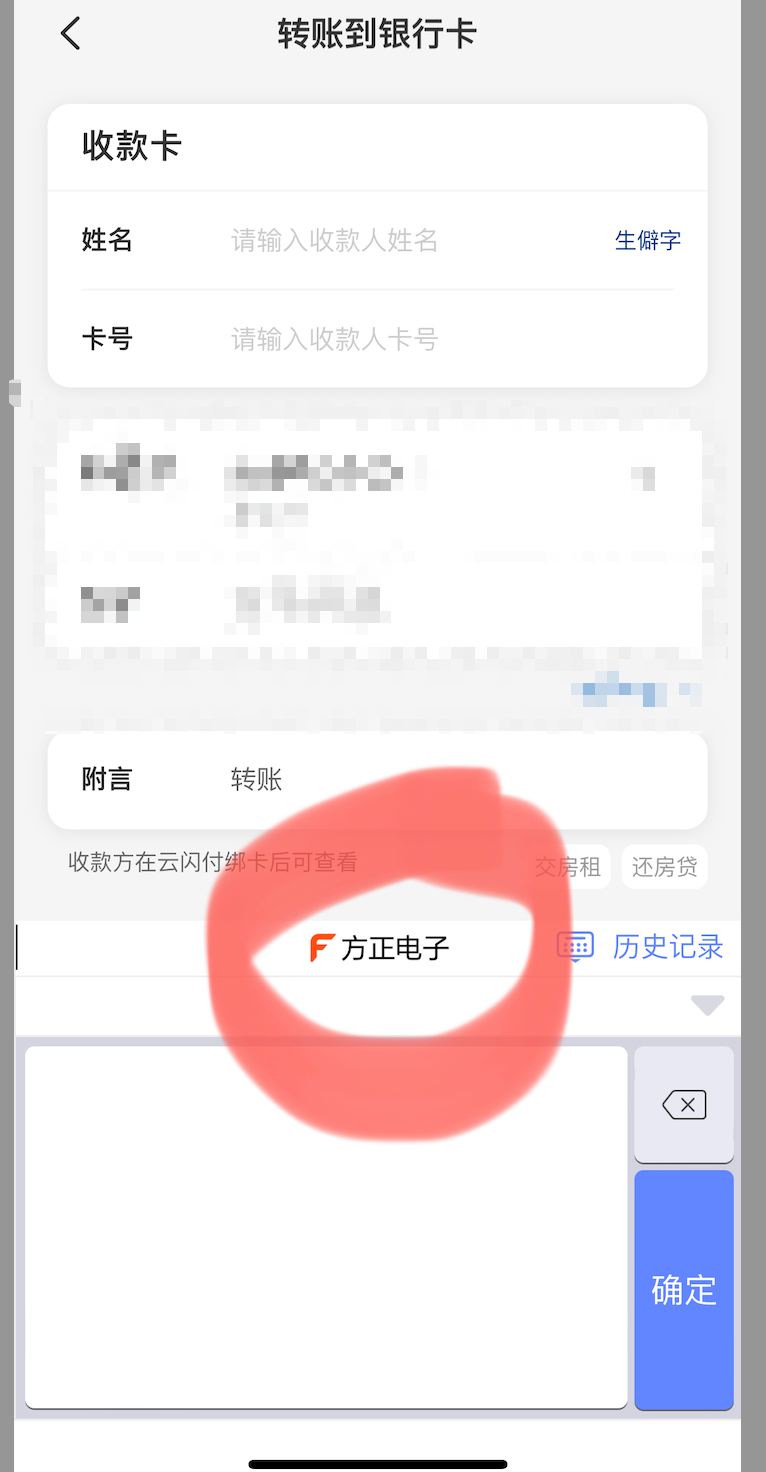 转账到银行卡
收款卡
姓名 请输入收款人姓名 生僻字
卡号 请输入收款人卡号
附言 转账
收款方在云闪付绑卡后可查看 交房租 还房贷
方正电子 历史记录
确定